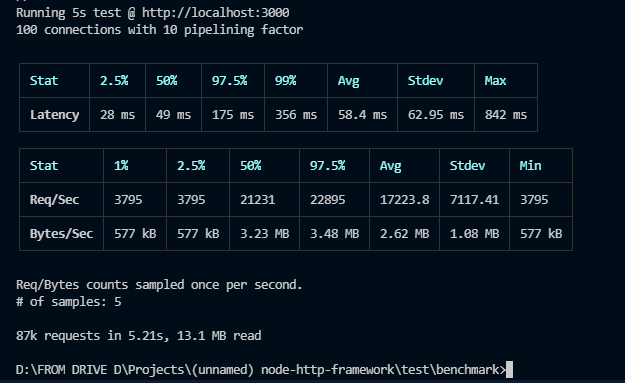 Running 5s test @ http://localhost:3000
100 connections with 10 pipelining factor
Stat 2.5% 50% 97.5% 99% Avg Stdev Max
Latency 28 ms 49 ms 175 ms 356 ms 58.4 ms 62.95 ms 842 ms
Stat 1% 2.5% 50% 97.5% Avg Stdev Min
Req/Sec 3795 3795 21231 22895 17223.8 7117.41 3795
Bytes/Sec 577 kB 577 kB 3.23 MB 3.48 MB 2.62 MB 1.08 MB 577 kB
Req/Bytes counts sampled once per second.
# of samples: 5
87k requests in 5.21s, 13.1 MB read
D:\FROM DRIVE D\Projects\(unnamed) node-http-framework\test\benchmark>